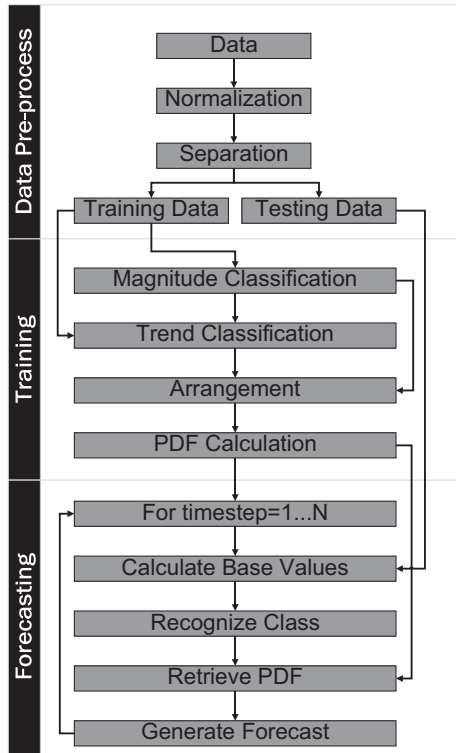 Data Pre-process
Data
Normalization
Separation
Training Data
Testing Data
Training
Magnitude Classification
Trend Classification
Arrangement
PDF Calculation
Forecasting
For timestep=1...N
Calculate Base Values
Recognize Class
Retrieve PDF
Generate Forecast